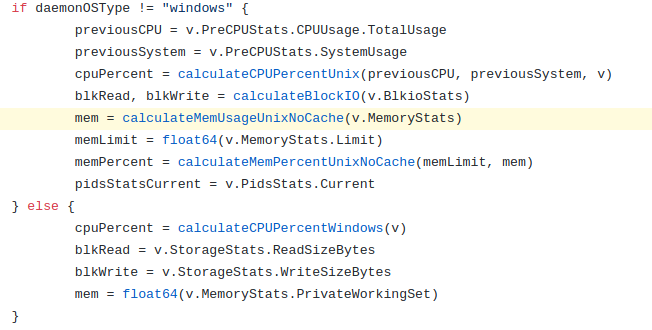 if daemonOSType != "windows" {
        previousCPU = v.PreCPUStats.CPUUsage.TotalUsage
        previousSystem = v.PreCPUStats.SystemUsage
        cpuPercent = calculateCPUPercentUnix(previousCPU, previousSystem, v)
        blkRead, blkWrite = calculateBlockIO(v.BlkioStats)
        mem = calculateMemUsageUnixNoCache(v.MemoryStats)
        memLimit = float64(v.MemoryStats.Limit)
        memPercent = calculateMemPercentUnixNoCache(memLimit, mem)
        pidsStatsCurrent = v.PidsStats.Current
} else {
        cpuPercent = calculateCPUPercentWindows(v)
        blkRead = v.StorageStats.ReadSizeBytes
        blkWrite = v.StorageStats.WriteSizeBytes
        mem = float64(v.MemoryStats.PrivateWorkingSet)
}